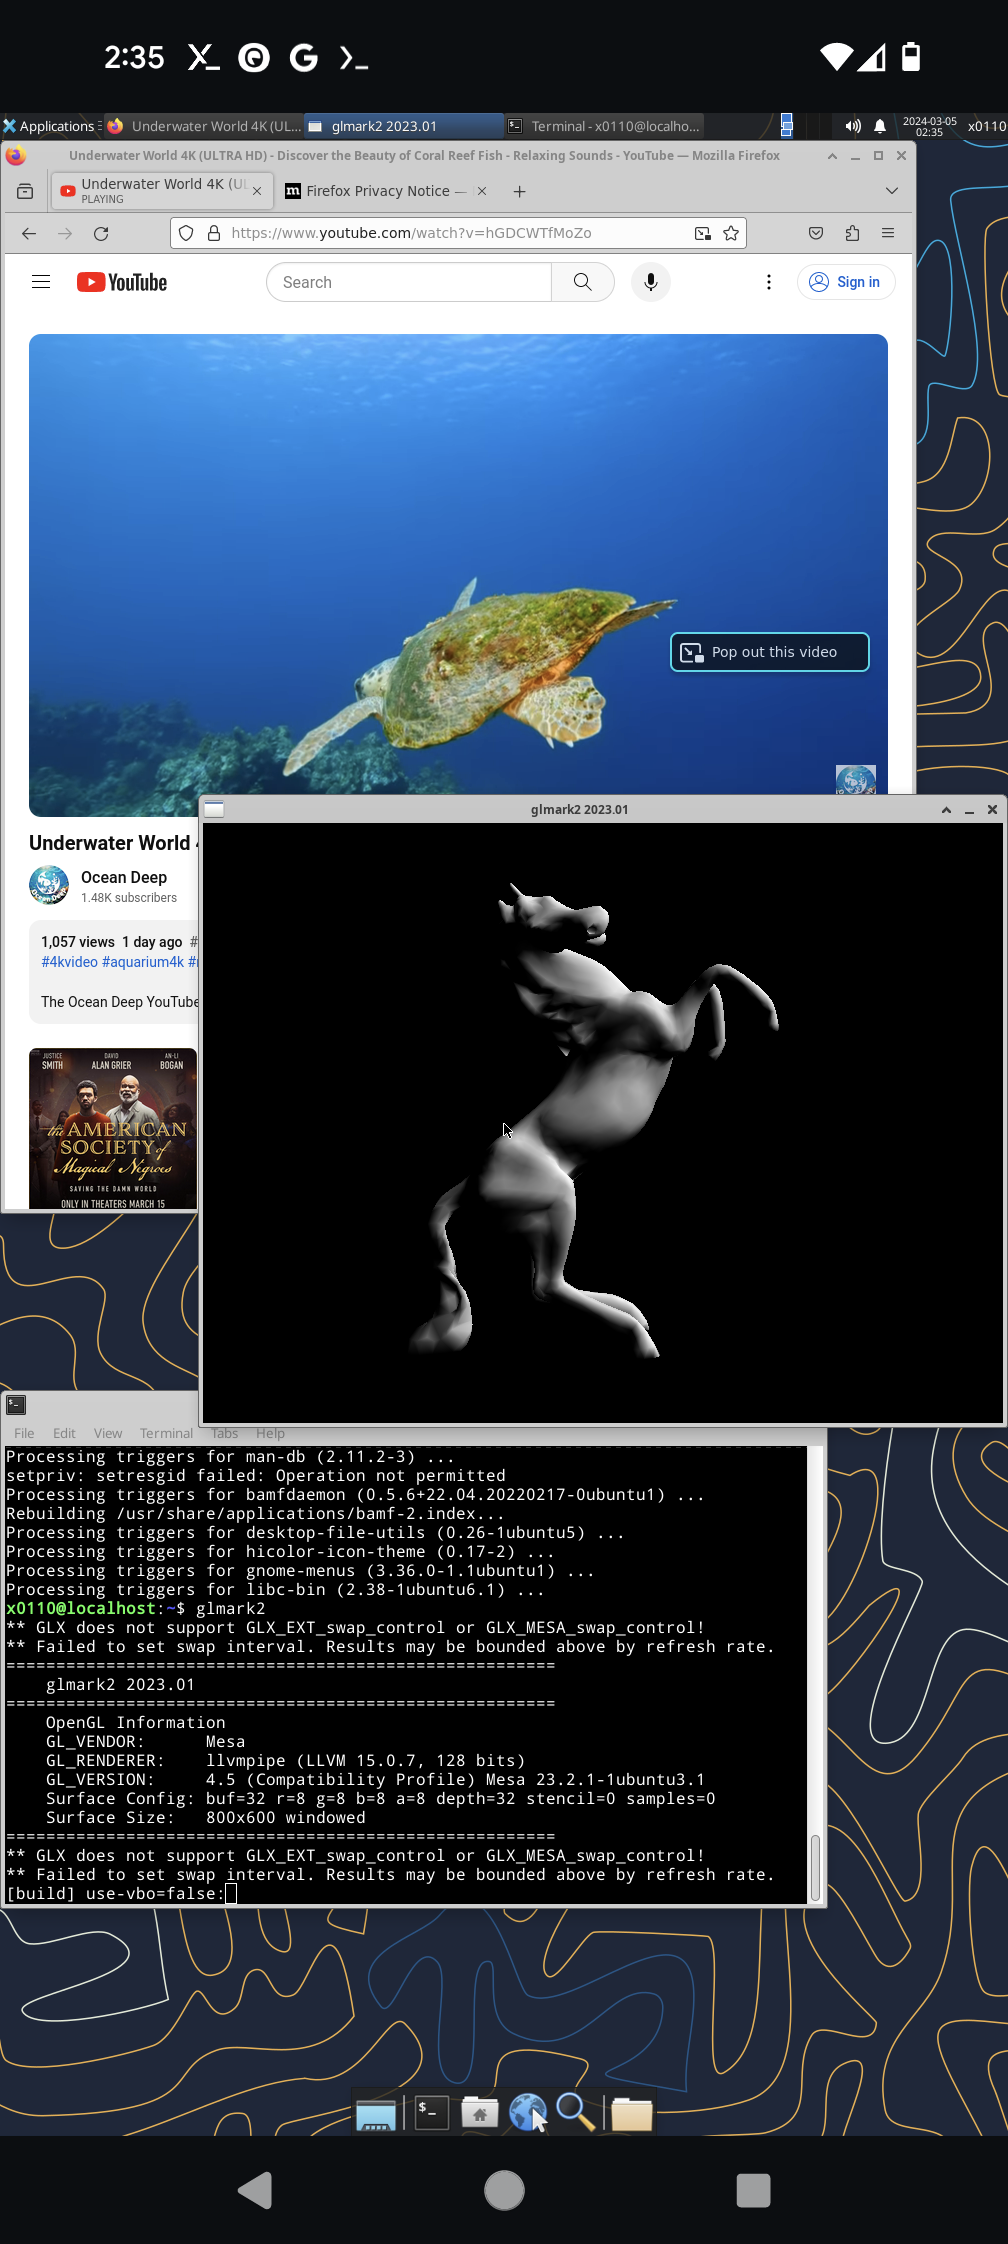 2:35
Applications
Underwater World 4K (UL...
glmark2 2023.01
Terminal - x0110@localho...
2024-03-05
02:35
x0110
Underwater World 4K (ULTRA HD) - Discover the Beauty of Coral Reef Fish - Relaxing Sounds - YouTube — Mozilla Firefox
Underwater World 4K (UL
PLAYING
Firefox Privacy Notice —
https://www.youtube.com/watch?v=hGDCWTfMoZo
YouTube
Search
Sign in
Pop out this video
Underwater World 4
Ocean Deep
1.48K subscribers
1,057 views 1 day ago #
#4kvideo #aquarium4k #
The Ocean Deep YouTube
JUSTICE SMITH
DAVID ALAN GRIER
AN-LI BOGAN
the AMERICAN
SOCIETY of
Magical Negroes
SAVING THE DAMN WORLD
ONLY IN THEATERS MARCH 15
glmark2 2023.01
File Edit View Terminal Tabs Help
Processing triggers for man-db (2.11.2-3) ...
setpriv: setresgid failed: Operation not permitted
Processing triggers for bamfdaemon (0.5.6+22.04.20220217-0ubuntu1) ...
Rebuilding /usr/share/applications/bamf-2.index...
Processing triggers for desktop-file-utils (0.26-1ubuntu5) ...
Processing triggers for hicolor-icon-theme (0.17-2) ...
Processing triggers for gnome-menus (3.36.0-1.1ubuntu1) ...
Processing triggers for libc-bin (2.38-1ubuntu6.1) ...
x0110@localhost:~$ glmark2
** GLX does not support GLX_EXT_swap_control or GLX_MESA_swap_control!
** Failed to set swap interval. Results may be bounded above by refresh rate.
=======================================================
glmark2 2023.01
=======================================================
OpenGL Information
GL_VENDOR: Mesa
GL_RENDERER: llvmpipe (LLVM 15.0.7, 128 bits)
GL_VERSION: 4.5 (Compatibility Profile) Mesa 23.2.1-1ubuntu3.1
Surface Config: buf=32 r=8 g=8 b=8 a=8 depth=32 stencil=0 samples=0
Surface Size: 800x600 windowed
=======================================================
** GLX does not support GLX_EXT_swap_control or GLX_MESA_swap_control!
** Failed to set swap interval. Results may be bounded above by refresh rate.
[build] use-vbo=false: